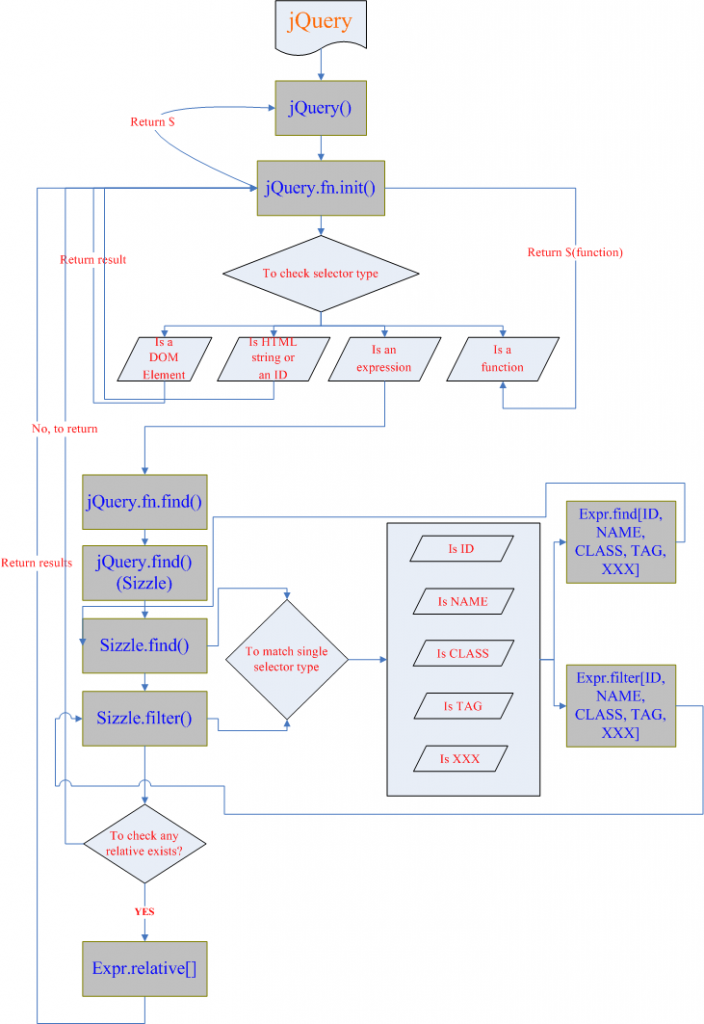 jQuery
jQuery()
Return $
jQuery.fn.init()
Return result
Return $(function)
To check selector type
Is a
DOM
Element
Is HTML
string or
an ID
Is an
expression
Is a
function
No, to return
jQuery.fn.find()
Expr.find[ID,
NAME,
CLASS, TAG,
XXX]
Is ID
jQuery.find()
(Sizzle)
Return results
Is NAME
Sizzle.find()
To match single
selector type
Is CLASS
Expr.filter[ID,
NAME,
CLASS, TAG,
XXX]
Sizzle.filter()
Is TAG
Is XXX
To check any
relative exists?
YES
Expr.relative[]